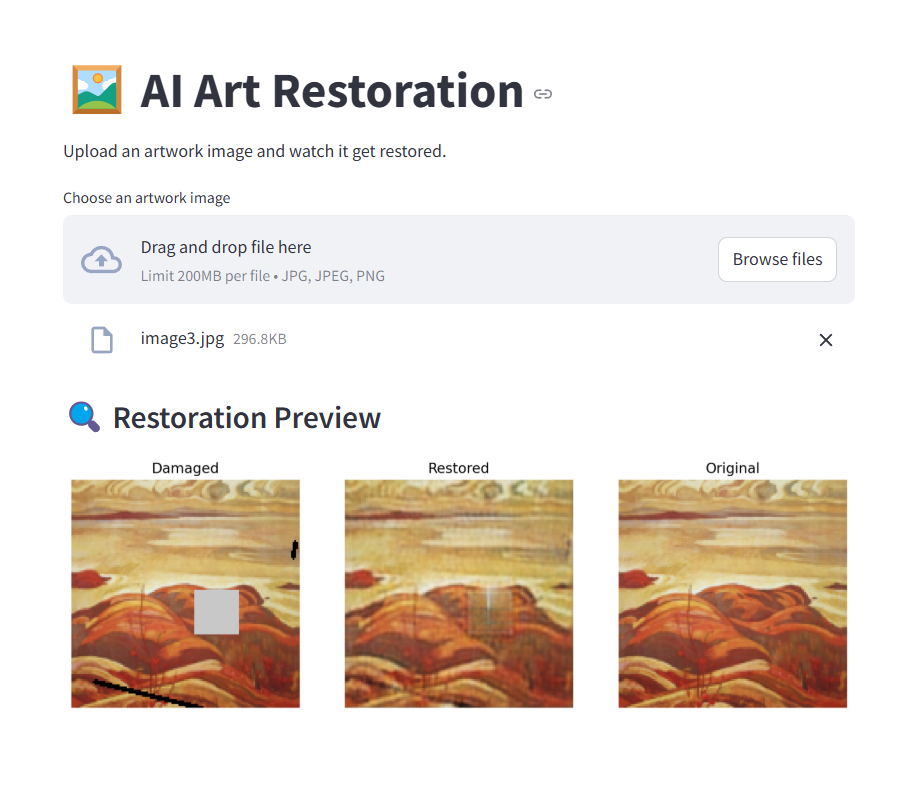 AI Art Restoration
Upload an artwork image and watch it get restored.
Choose an artwork image
Drag and drop file here
Limit 200MB per file • JPG, JPEG, PNG
Browse files
image3.jpg 296.8KB
Restoration Preview
Damaged Restored Original